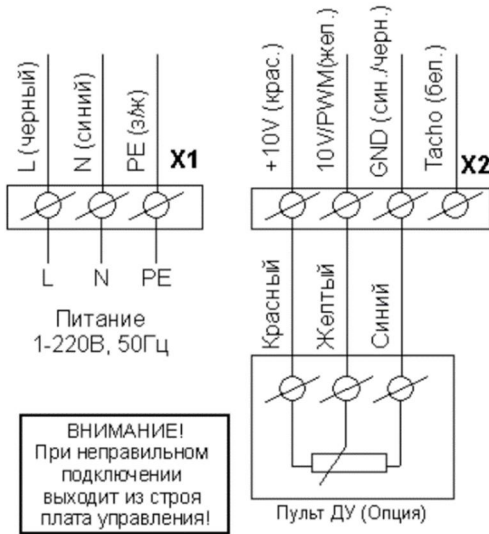 L (черный)
N (синий)
PE (з/ж)
X1
L
N
PE
Питание
1-220В, 50Гц
+10V (крас.)
10V/PWM(жел.)
GND (син./черн.)
Tacho (бел.)
X2
Красный
Желтый
Синий
Пульт ДУ (Опция)
ВНИМАНИЕ!
При неправильном
подключении
выходит из строя
плата управления!